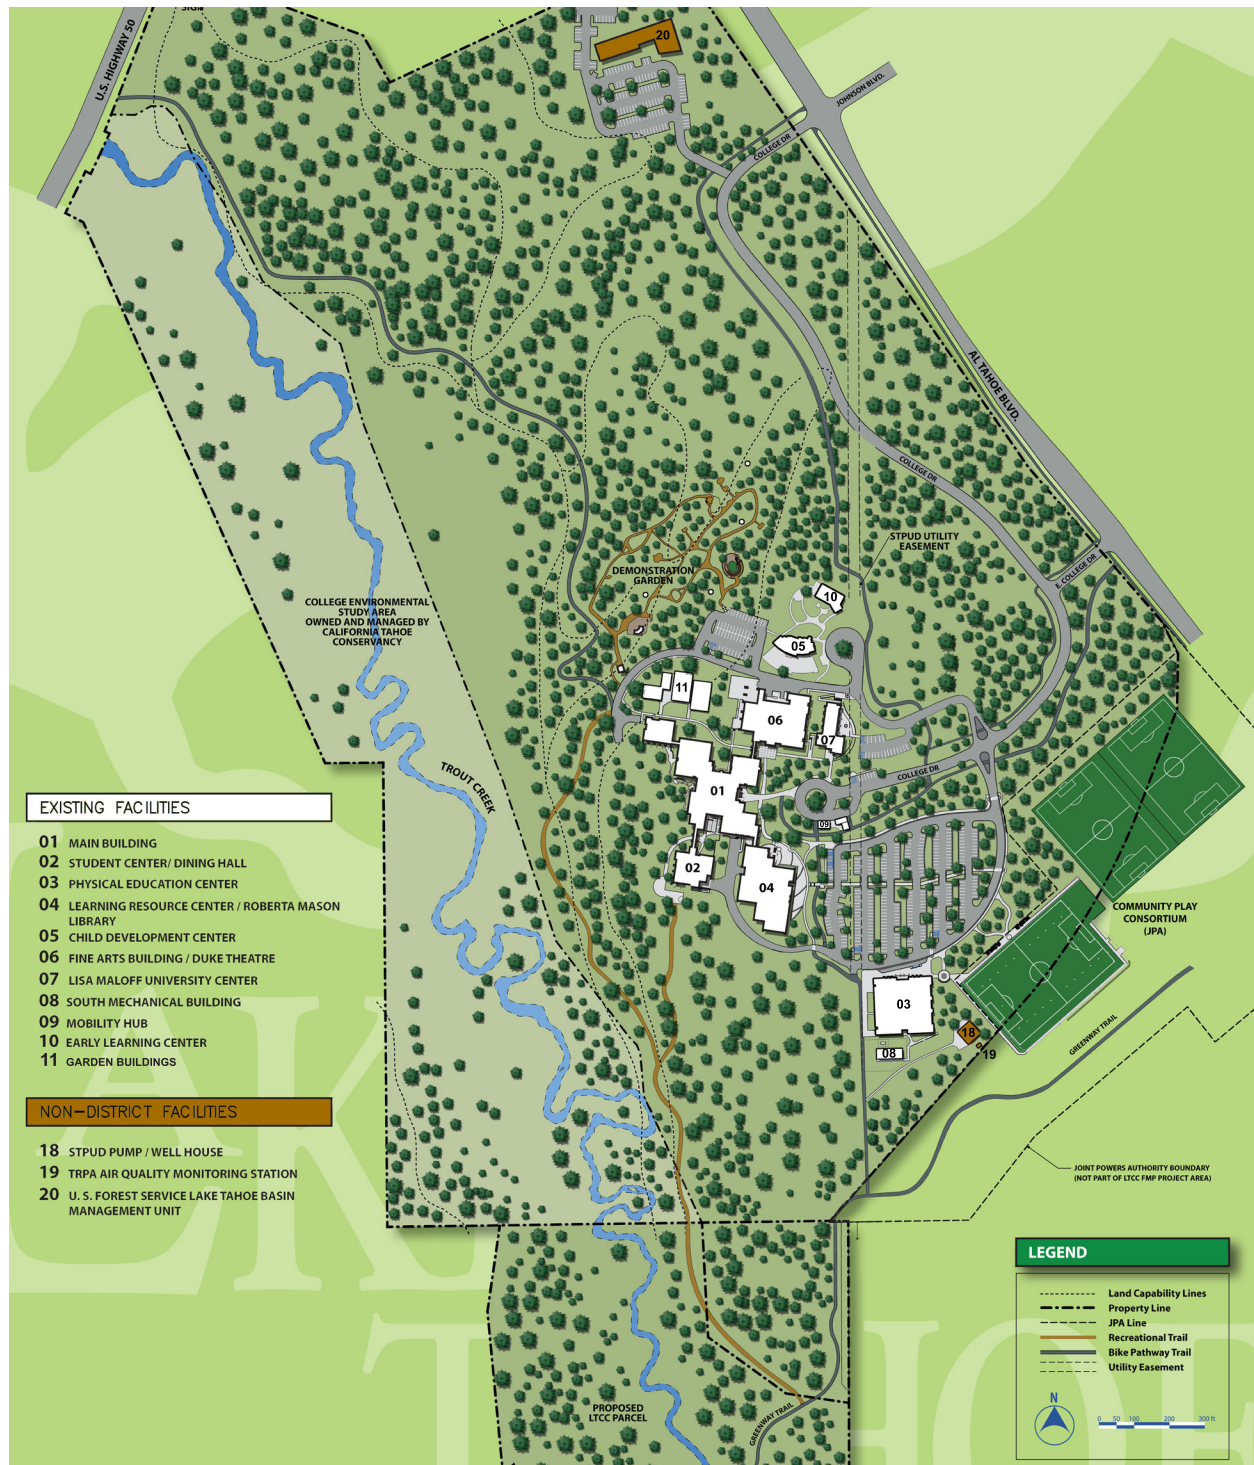 SIGN
U.S. HIGHWAY 50
20
JOHNSON BLVD.
COLLEGE DR
AL TAHOE BLVD.
COLLEGE DR
STPUD UTILITY
EASEMENT
E. COLLEGE DR
DEMONSTRATION
GARDEN
10
COLLEGE ENVIRONMENTAL
STUDY AREA
OWNED AND MANAGED BY
CALIFORNIA TAHOE
CONSERVANCY
05
11
06
07
TROUT CREEK
COLLEGE DR
01
09
02
04
COMMUNITY PLAY
CONSORTIUM
(JPA)
03
18
19
08
GREENWAY TRAIL
JOINT POWERS AUTHORITY BOUNDARY
(NOT PART OF LTCC FMP PROJECT AREA)
PROPOSED
LTCC PARCEL
GREENWAY TRAIL
EXISTING FACILITIES
01 MAIN BUILDING
02 STUDENT CENTER/ DINING HALL
03 PHYSICAL EDUCATION CENTER
04 LEARNING RESOURCE CENTER / ROBERTA MASON
LIBRARY
05 CHILD DEVELOPMENT CENTER
06 FINE ARTS BUILDING / DUKE THEATRE
07 LISA MALOFF UNIVERSITY CENTER
08 SOUTH MECHANICAL BUILDING
09 MOBILITY HUB
10 EARLY LEARNING CENTER
11 GARDEN BUILDINGS
NON-DISTRICT FACILITIES
18 STPUD PUMP / WELL HOUSE
19 TRPA AIR QUALITY MONITORING STATION
20 U. S. FOREST SERVICE LAKE TAHOE BASIN
MANAGEMENT UNIT
LEGEND
Land Capability Lines
Property Line
JPA Line
Recreational Trail
Bike Pathway Trail
Utility Easement
N
0 50 100 200 300 ft